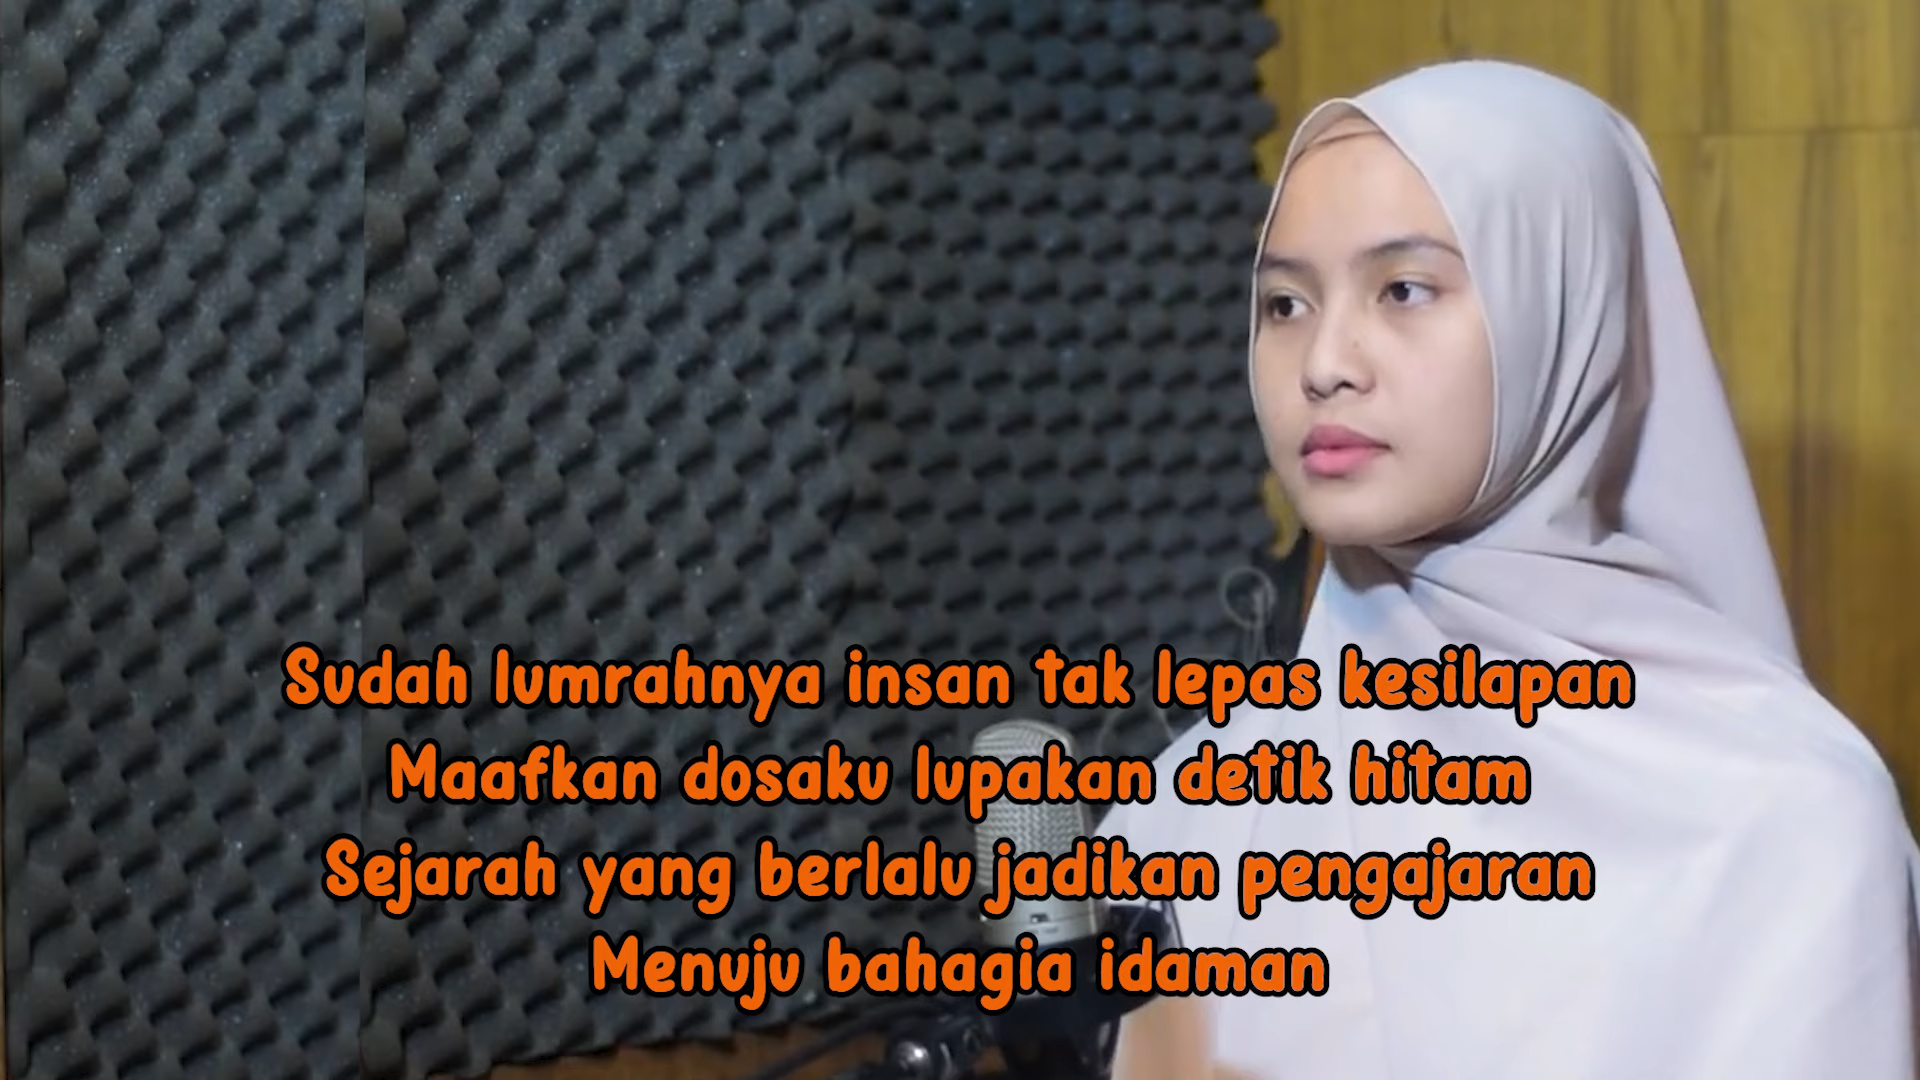 Sudah lumrahnya insan tak lepas kesilapan
Maafkan dosaku lupakan detik hitam
Sejarah yang berlalu jadikan pengajaran
Menuju bahagia idaman